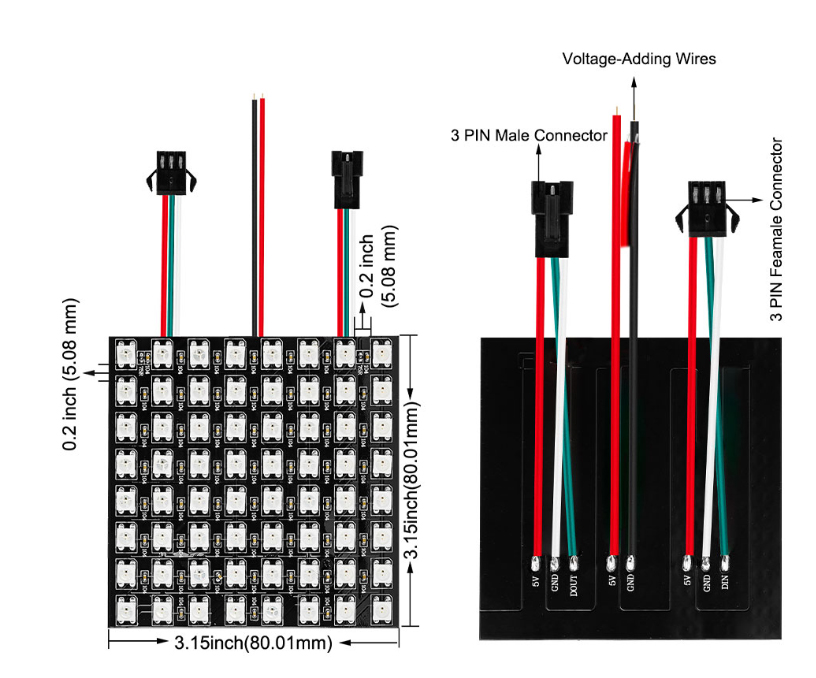 Voltage-Adding Wires
3 PIN Male Connector
3 PIN Feamale Connector
0.2 inch
(5.08 mm)
0.2 inch (5.08 mm)
3.15inch(80.01mm)
3.15inch(80.01mm)
5V
GND
DOUT
5V
GND
5V
GND
DIN